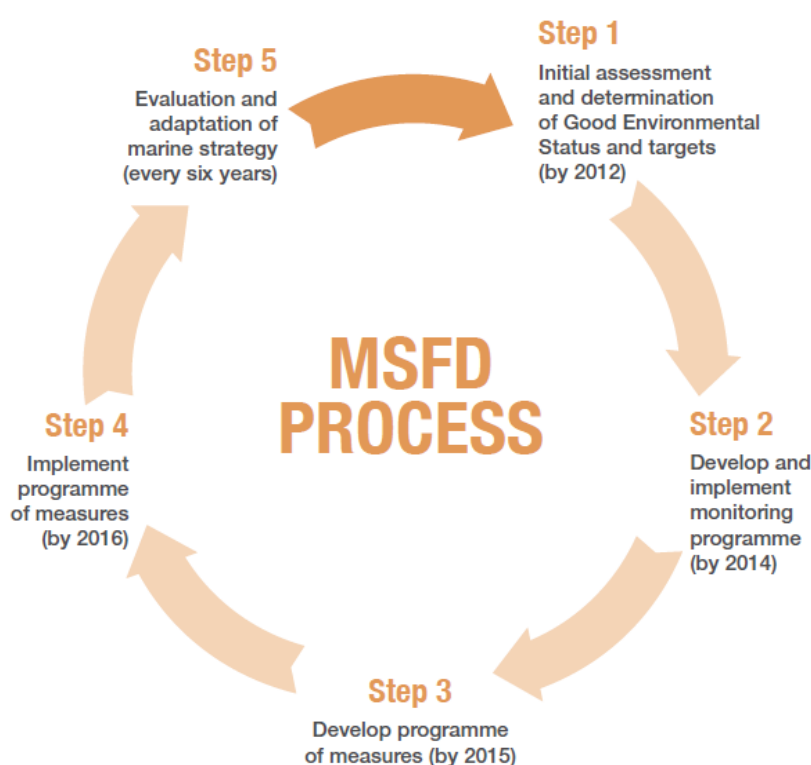 MSFD
PROCESS
Step 1
Initial assessment
and determination
of Good Environmental
Status and targets
(by 2012)
Step 2
Develop and
implement
monitoring
programme
(by 2014)
Step 3
Develop programme
of measures (by 2015)
Step 4
Implement
programme
of measures
(by 2016)
Step 5
Evaluation and
adaptation of
marine strategy
(every six years)